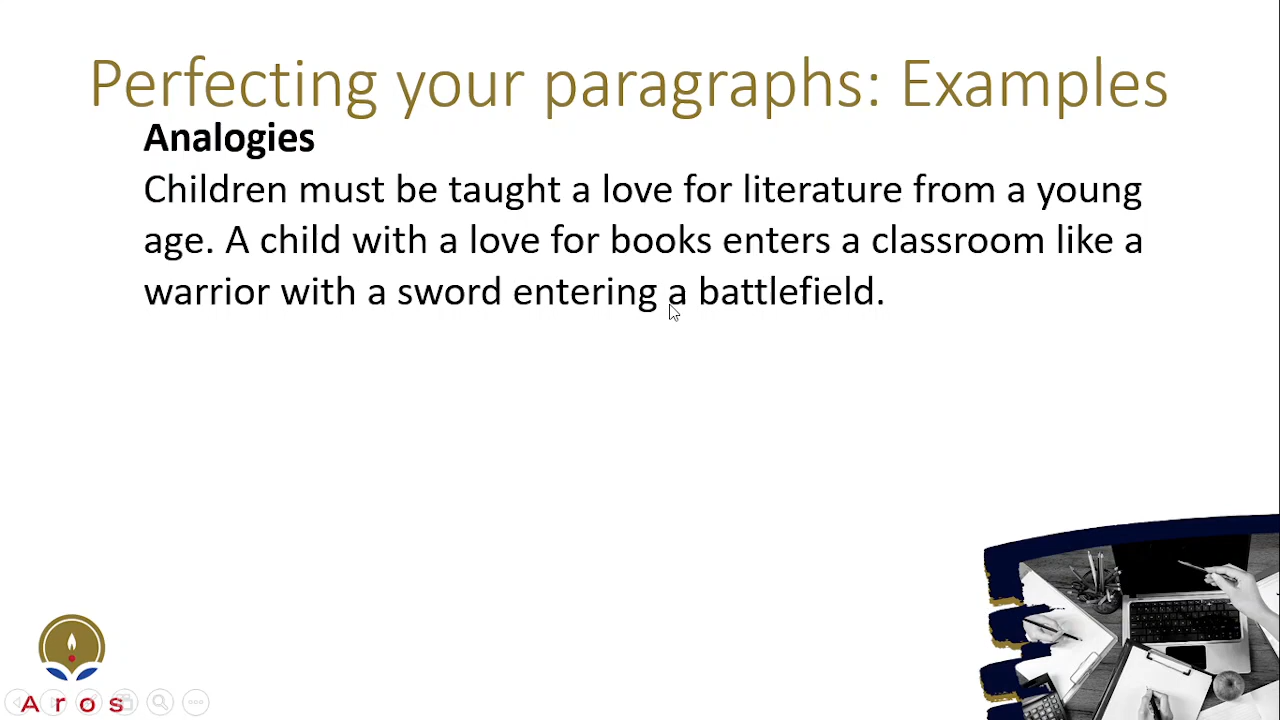 Perfecting your paragraphs: Examples
Analogies
Children must be taught a love for literature from a young
age. A child with a love for books enters a classroom like a
warrior with a sword entering a battlefield.
Aros